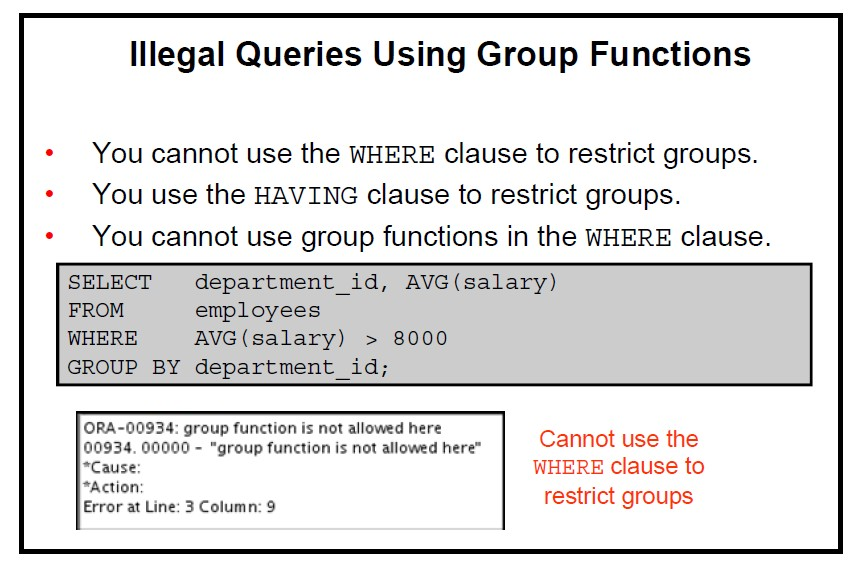 Illegal Queries Using Group Functions
• You cannot use the WHERE clause to restrict groups.
• You use the HAVING clause to restrict groups.
• You cannot use group functions in the WHERE clause.
SELECT   department_id, AVG(salary)
FROM     employees
WHERE    AVG(salary) > 8000
GROUP BY department_id;
ORA-00934: group function is not allowed here
00934. 00000 - "group function is not allowed here"
*Cause:
*Action:
Error at Line: 3 Column: 9
Cannot use the
WHERE clause to
restrict groups